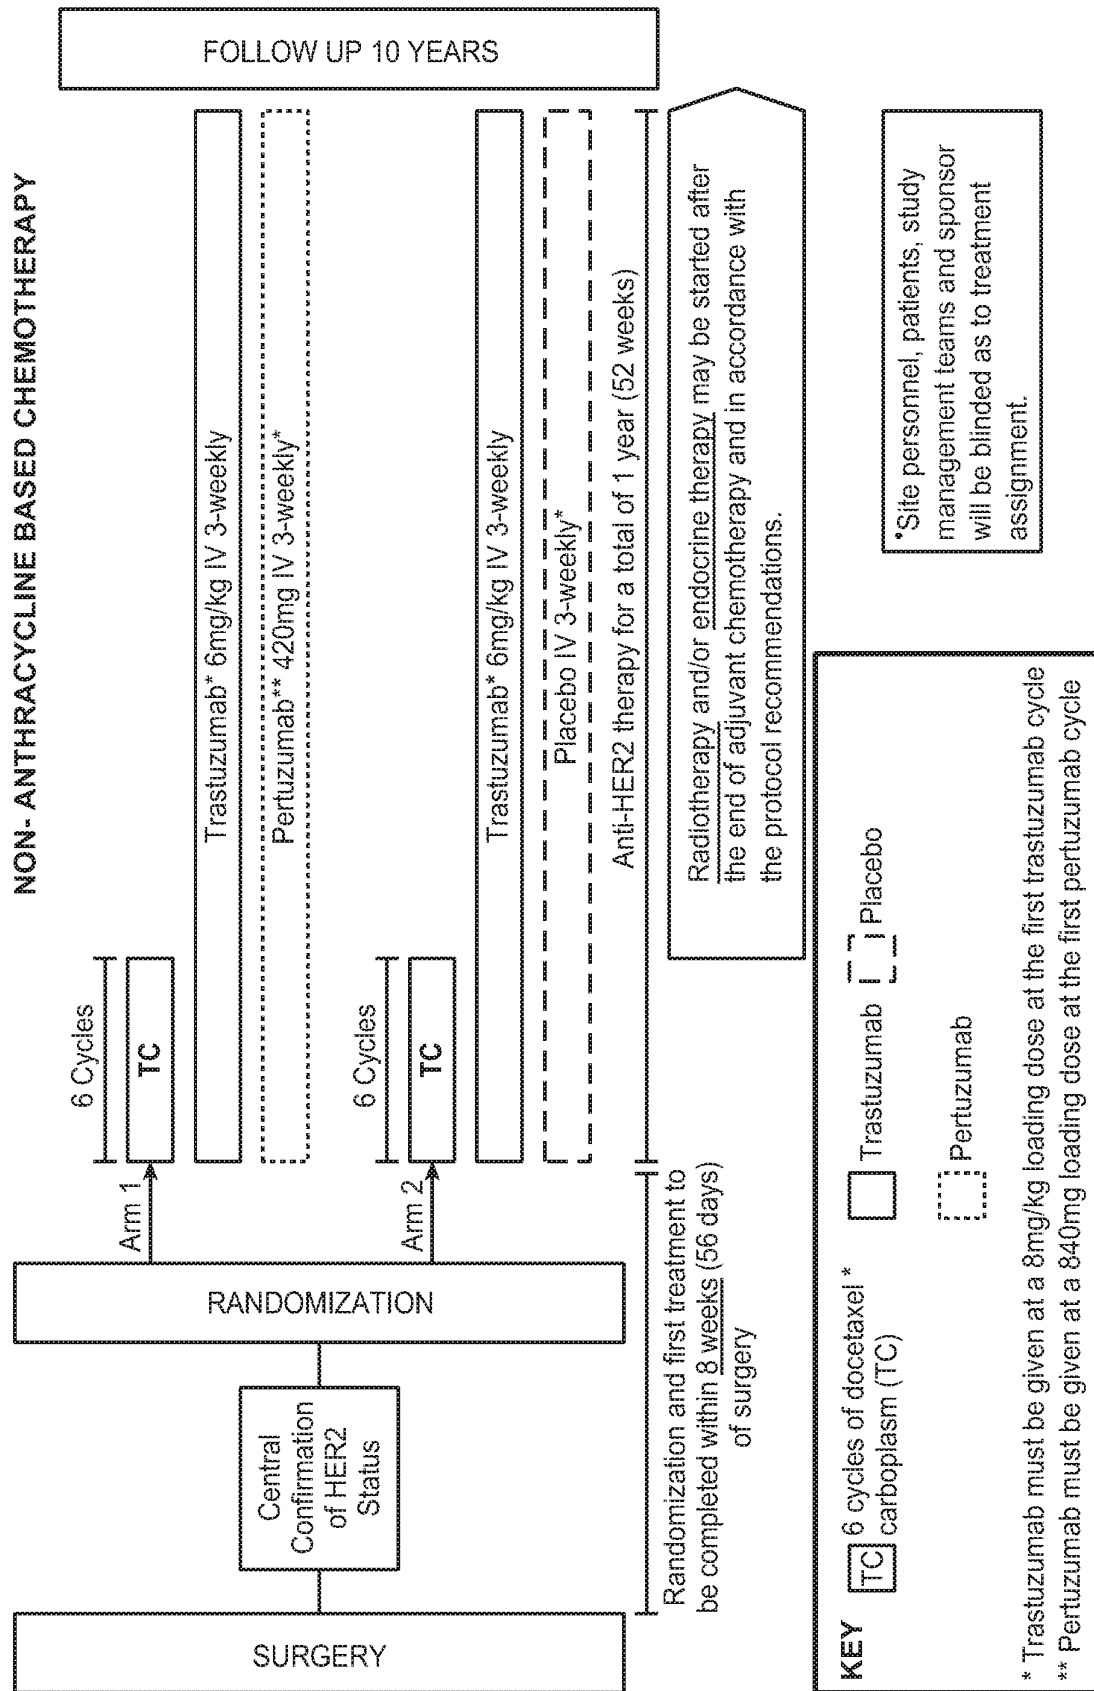 NON- ANTHRACYCLINE BASED CHEMOTHERAPY
SURGERY
Central
Confirmation
of HER2
Status
RANDOMIZATION
Arm 1
6 Cycles
TC
Trastuzumab* 6mg/kg IV 3-weekly
Pertuzumab** 420mg IV 3-weekly*
Arm 2
6 Cycles
TC
Trastuzumab* 6mg/kg IV 3-weekly
Placebo IV 3-weekly*
FOLLOW UP 10 YEARS
Anti-HER2 therapy for a total of 1 year (52 weeks)
Randomization and first treatment to
be completed within 8 weeks (56 days)
of surgery
Radiotherapy and/or endocrine therapy may be started after
the end of adjuvant chemotherapy and in accordance with
the protocol recommendations.
KEY
TC 6 cycles of docetaxel *
carboplasm (TC)
Trastuzumab
Placebo
Pertuzumab
* Trastuzumab must be given at a 8mg/kg loading dose at the first trastuzumab cycle
** Pertuzumab must be given at a 840mg loading dose at the first pertuzumab cycle
*Site personnel, patients, study
management teams and sponsor
will be blinded as to treatment
assignment.